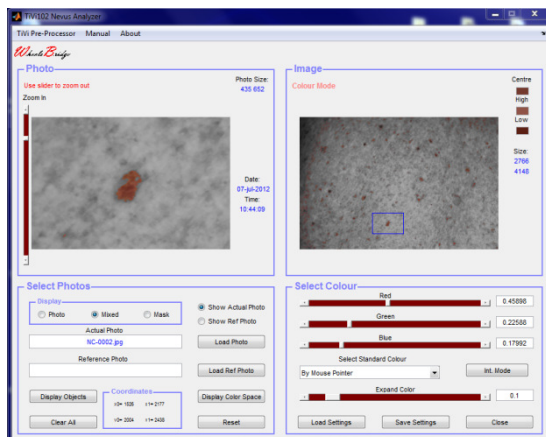 TiVi102 Nevus Analyzer
TiVi Pre-Processor Manual About
Wheels Bridge
Photo
Use slider to zoom out
Zoom In
Photo Size:
435 652
Date:
07-jul-2012
Time:
10:44:09
Image
Colour Mode
Centre
High
Low
Size:
2766
4148
Select Photos
Display
Photo Mixed Mask
Actual Photo
NC-0002.jpg
Reference Photo
Show Actual Photo
Show Ref Photo
Load Photo
Load Ref Photo
Display Objects
Clear All
Coordinates
Display Color Space
Reset
Select Colour
Red
0.45898
Green
0.22588
Blue
0.17992
Select Standard Colour
By Mouse Pointer
Int. Mode
Expand Color
0.1
Load Settings Save Settings Close